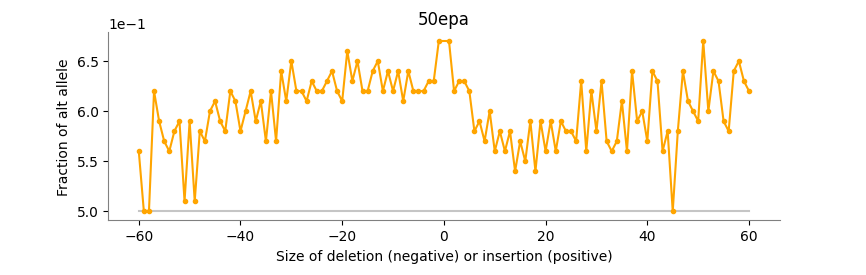 50epa
1e−1
6.5
6.0
5.5
5.0
Fraction of alt allele
−60 −40 −20 0 20 40 60
Size of deletion (negative) or insertion (positive)